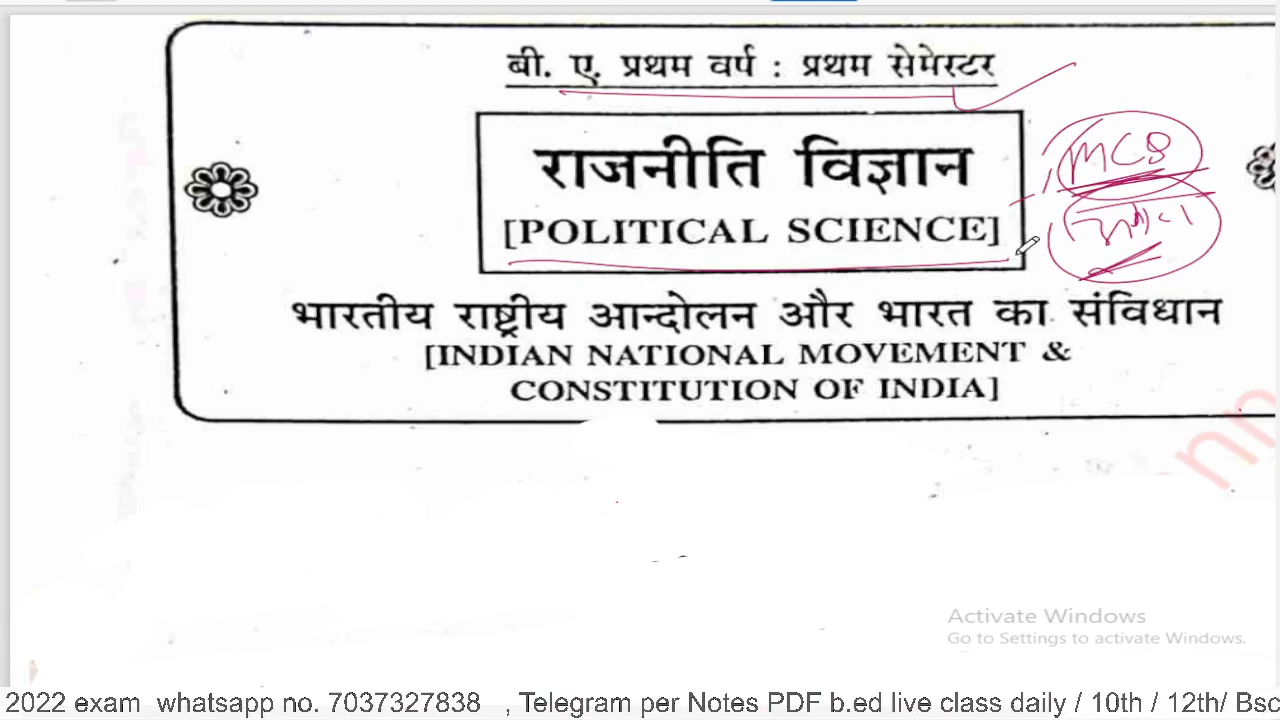 बी. ए. प्रथम वर्ष : प्रथम सेमेस्टर
राजनीति विज्ञान
[POLITICAL SCIENCE]
भारतीय राष्ट्रीय आन्दोलन और भारत का संविधान
[INDIAN NATIONAL MOVEMENT &
CONSTITUTION OF INDIA]
Activate Windows
Go to Settings to activate Windows.
2022 exam whatsapp no. 7037327838 , Telegram per Notes PDF b.ed live class daily / 10th / 12th/ Bsc